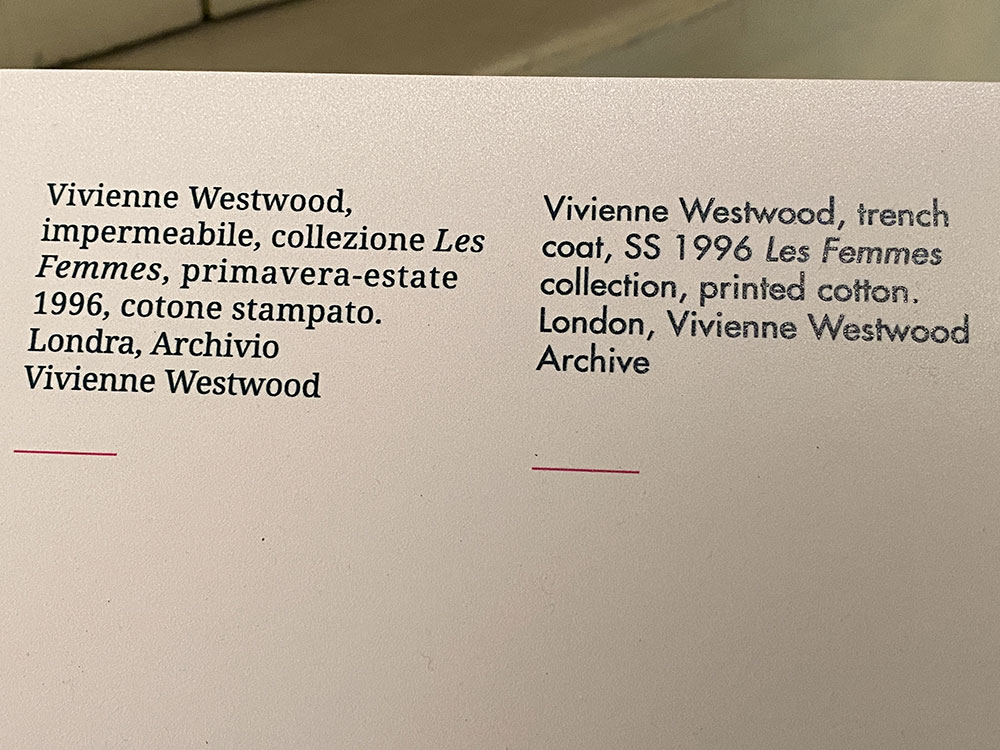 Vivienne Westwood,
impermeabile, collezione Les
Femmes, primavera-estate
1996, cotone stampato.
Londra, Archivio
Vivienne Westwood
Vivienne Westwood, trench
coat, SS 1996 Les Femmes
collection, printed cotton.
London, Vivienne Westwood
Archive